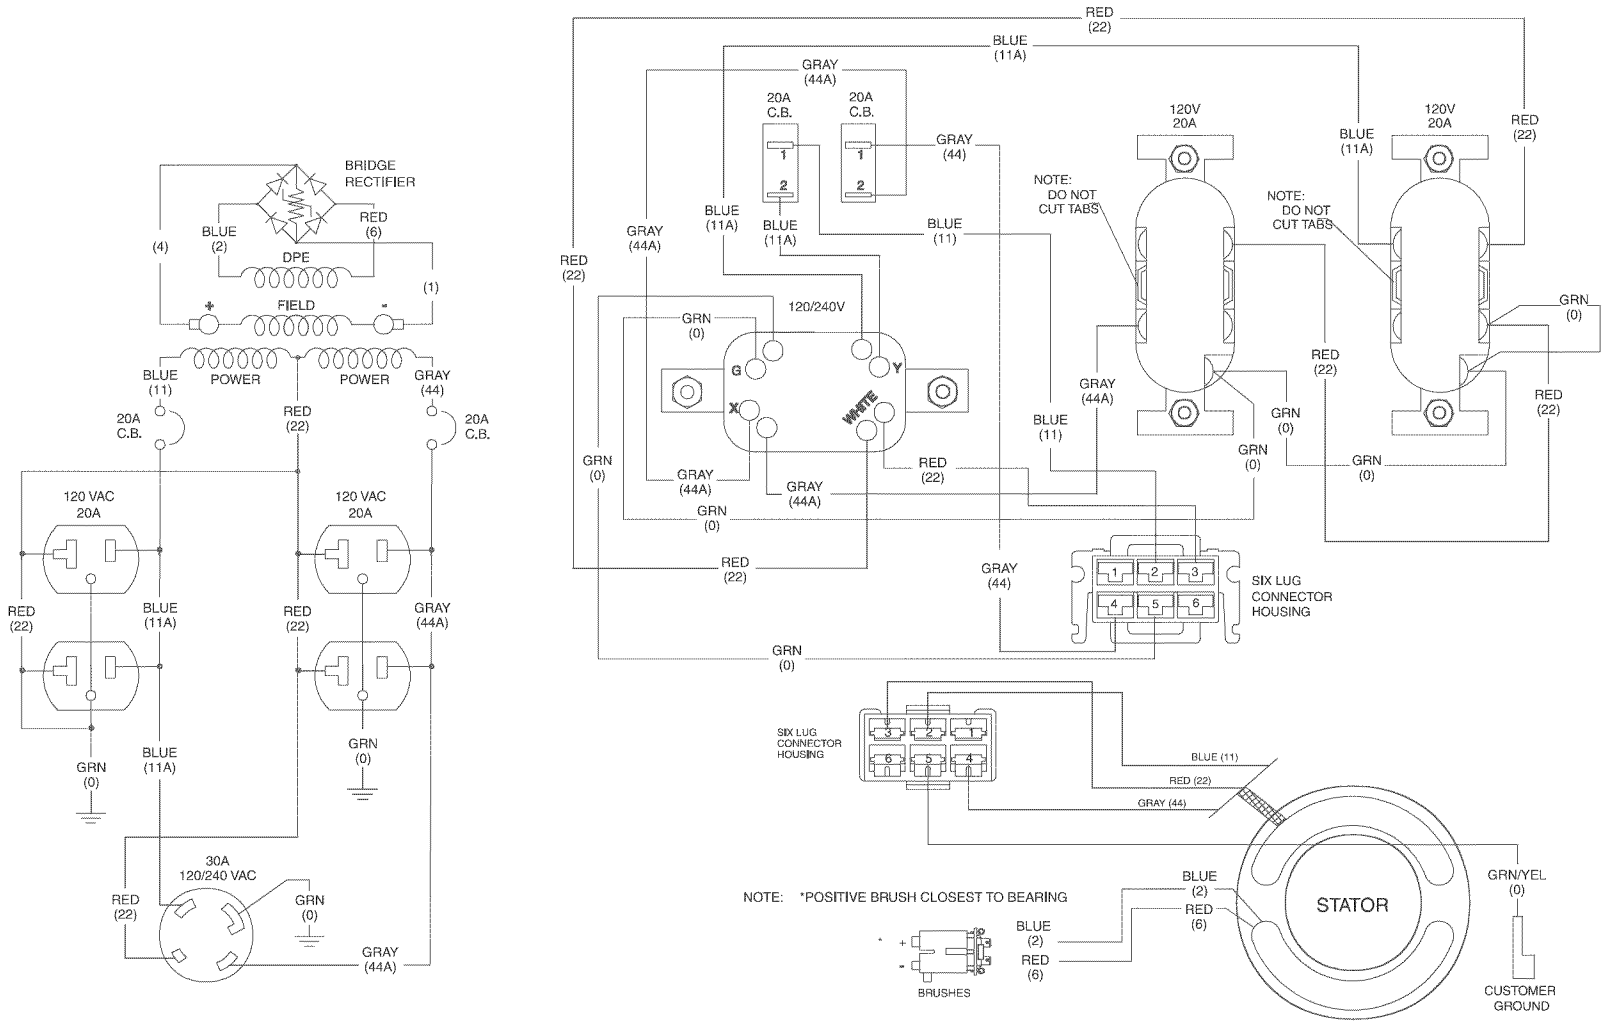 BRIDGE
RECTIFIER
(4)
BLUE
(2)
RED
(6)
DPE
(1)
+
FIELD
-
POWER
POWER
BLUE
(11)
GRAY
(44)
RED
(22)
20A
C.B.
20A
C.B.
120 VAC
20A
120 VAC
20A
RED
(22)
BLUE
(11A)
RED
(22)
GRAY
(44A)
GRN
(0)
BLUE
(11A)
GRN
(0)
30A
120/240 VAC
RED
(22)
GRN
(0)
GRAY
(44A)
RED
(22)
BLUE
(11A)
GRAY
(44A)
20A
C.B.
20A
C.B.
1
2
1
2
GRAY
(44)
120V
20A
120V
20A
BLUE
(11A)
RED
(22)
NOTE:
DO NOT
CUT TABS
NOTE:
DO NOT
CUT TABS
RED
(22)
GRAY
(44A)
BLUE
(11A)
BLUE
(11A)
BLUE
(11)
120/240V
GRN
(0)
G
Y
X
WHITE
GRN
(0)
RED
(22)
GRAY
(44A)
BLUE
(11)
GRN
(0)
RED
(22)
GRN
(0)
GRN
(0)
GRN
(0)
RED
(22)
GRAY
(44A)
GRAY
(44A)
GRN
(0)
RED
(22)
GRAY
(44)
1
2
3
4
5
6
SIX LUG
CONNECTOR
HOUSING
GRN
(0)
SIX LUG
CONNECTOR
HOUSING
3
2
1
6
5
4
BLUE (11)
RED (22)
GRAY (44)
NOTE: *POSITIVE BRUSH CLOSEST TO BEARING
* +
-
BRUSHES
BLUE
(2)
RED
(6)
BLUE
(2)
RED
(6)
STATOR
GRN/YEL
(0)
CUSTOMER
GROUND